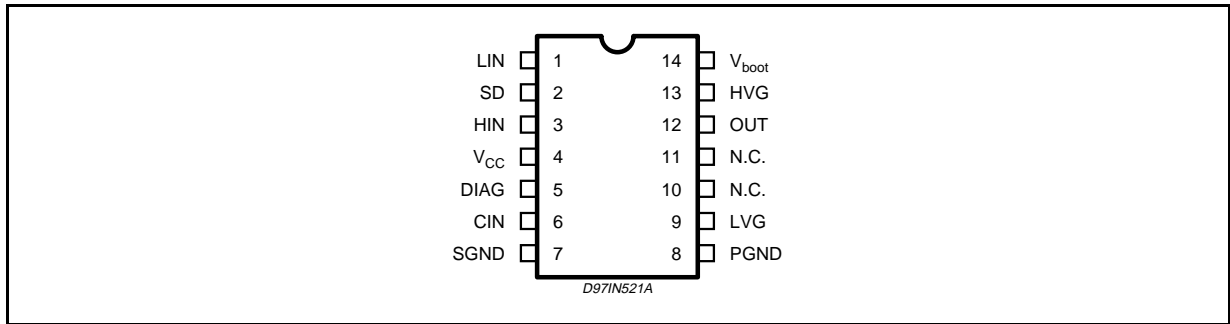 LIN 1 14 Vboot
SD 2 13 HVG
HIN 3 12 OUT
VCC 4 11 N.C.
DIAG 5 10 N.C.
CIN 6 9 LVG
SGND 7 8 PGND
D97IN521A